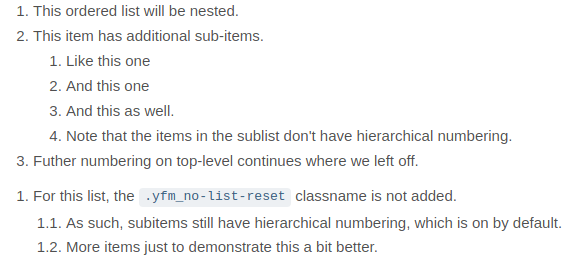 1. This ordered list will be nested.
2. This item has additional sub-items.
1. Like this one
2. And this one
3. And this as well.
4. Note that the items in the sublist don't have hierarchical numbering.
3. Futher numbering on top-level continues where we left off.
1. For this list, the .yfm_no-list-reset classname is not added.
1.1. As such, subitems still have hierarchical numbering, which is on by default.
1.2. More items just to demonstrate this a bit better.